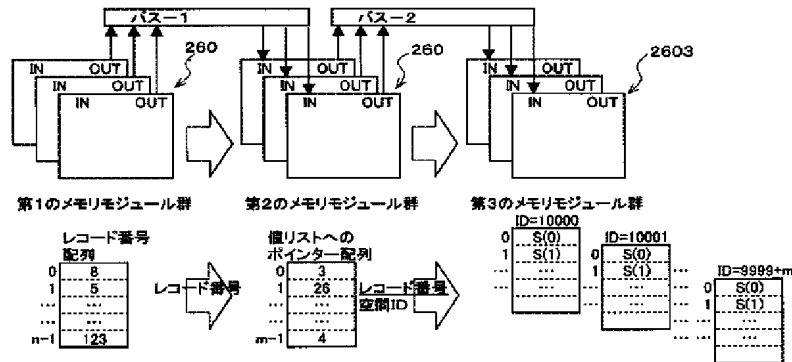 バスー1
バスー2
260
260
2603
IN OUT
IN OUT
IN OUT
IN OUT
IN OUT
IN OUT
IN OUT
IN OUT
IN OUT
第1のメモリモジュール群
第2のメモリモジュール群
第3のメモリモジュール群
レコード番号
配列
0 8
1 5
… …
… …
n-1 123
レコード番号
値リストへの
ポインター配列
0 3
1 26
… …
… …
m-1 4
レコード番号
空間ID
ID=10000
0 S(0)
1 S(1)
… …
… …
… …
ID=10001
0 S(0)
1 S(1)
… …
… …
… …
ID=9999+m
0 S(0)
1 S(1)
… …
… …
… …